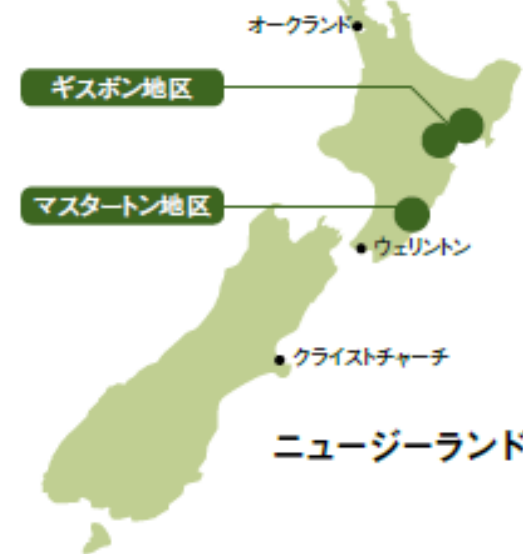 オークランド
ギスボン地区
マスタートン地区
ウェリントン
クライストチャーチ
ニュージーランド